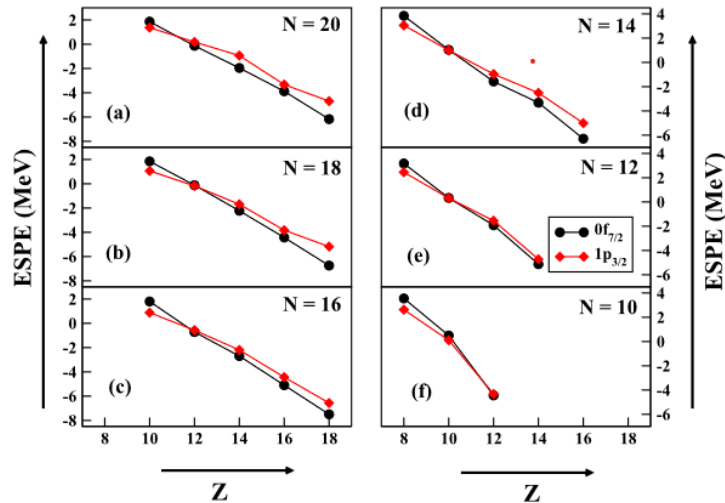 2
0
-2
-4
-6
-8
N = 20
(a)
2
0
-2
-4
-6
-8
N = 18
(b)
2
0
-2
-4
-6
-8
N = 16
(c)
8 10 12 14 16 18
ESPE (MeV)
Z
N = 14
(d)
4
2
0
-2
-4
-6
N = 12
(e)
0f7/2
1p3/2
4
2
0
-2
-4
-6
N = 10
(f)
4
2
0
-2
-4
-6
8 10 12 14 16 18
ESPE (MeV)
Z